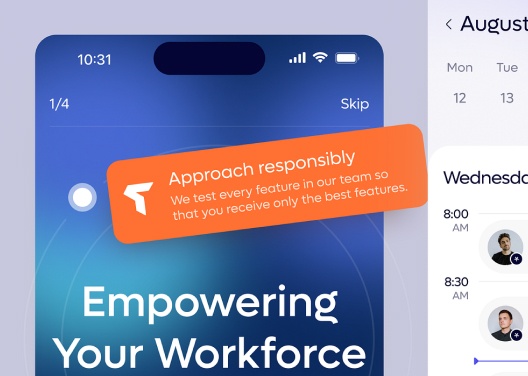 10:31
1/4
Skip
Approach responsibly
We test every feature in our team so
that you receive only the best features.
Empowering
Your Workforce
August
Mon Tue
12 13
8:00
AM
8:30
AM